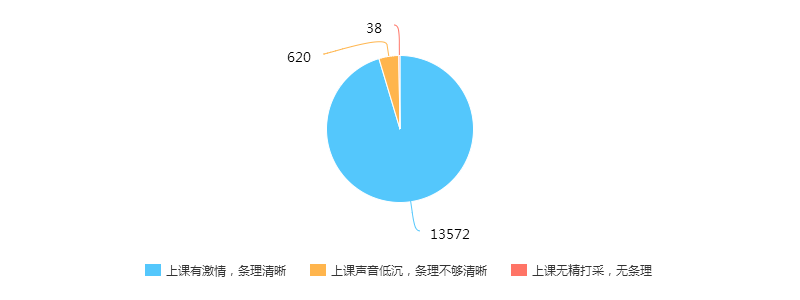 38
620
13572
上课有激情，条理清晰
上课声音低沉，条理不够清晰
上课无精打采，无条理